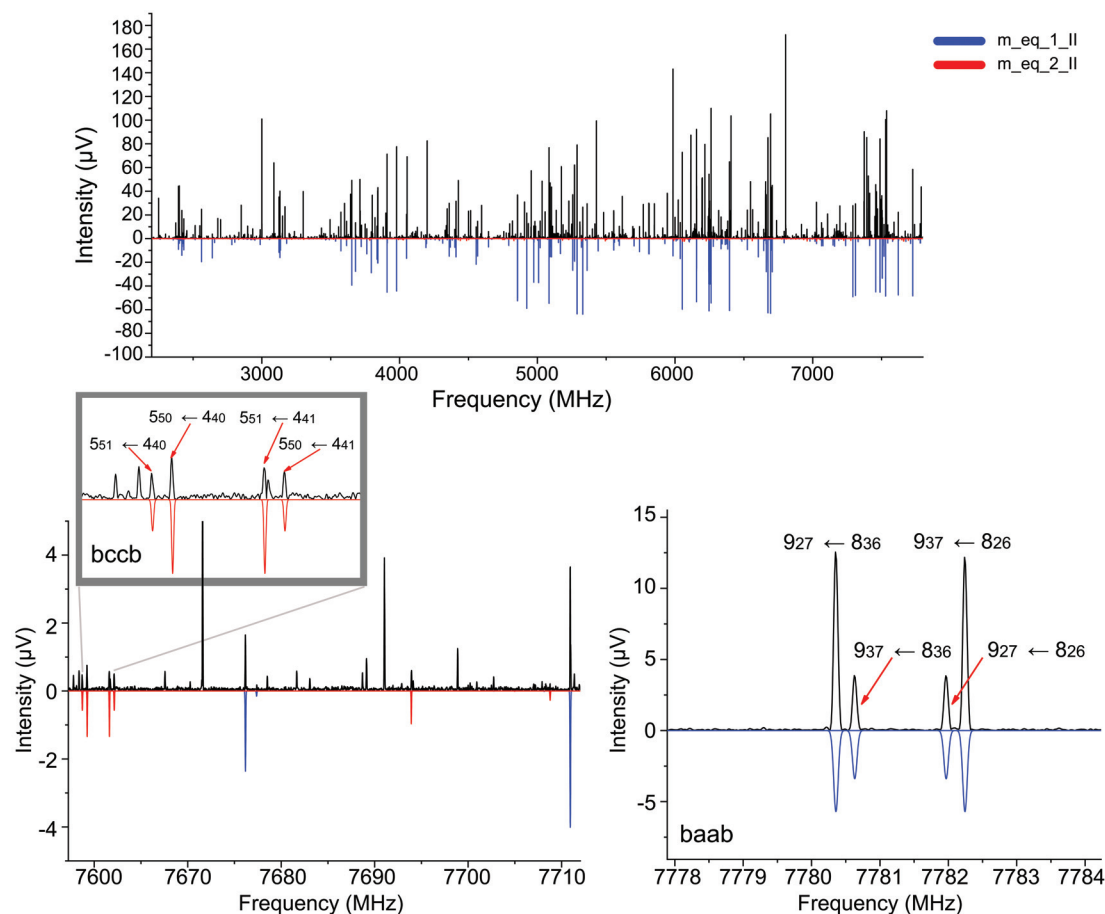 180
160
140
120
100
80
60
40
20
0
-20
-40
-60
-80
-100
Intensity (µV)
3000 4000 5000 6000 7000
Frequency (MHz)
m_eq_1_II
m_eq_2_II
5₅₀ ← 4₄₀ 5₅₁ ← 4₄₁
5₅₁ ← 4₄₀ 5₅₀ ← 4₄₁
bccb
4
2
0
-2
-4
Intensity (µV)
7600 7670 7680 7690 7700 7710
Frequency (MHz)
15
10
5
0
-5
Intensity (µV)
9₂₇ ← 8₃₆ 9₃₇ ← 8₂₆
9₃₇ ← 8₃₆ 9₂₇ ← 8₂₆
baab
7778 7779 7780 7781 7782 7783 7784
Frequency (MHz)